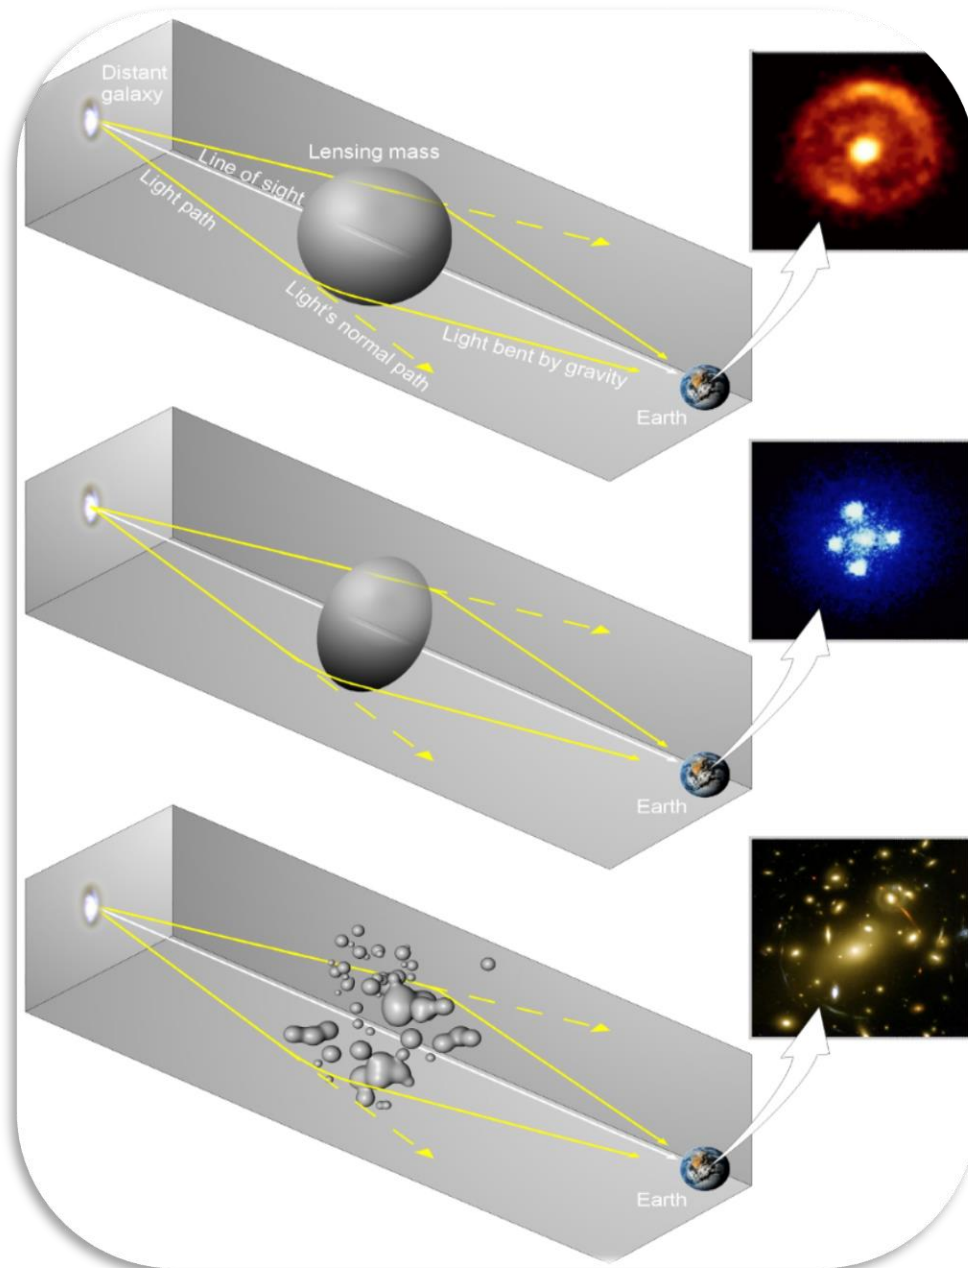 Distant
galaxy
Lensing mass
Line of sight
Light path
Light's normal path
Light bent by gravity
Earth
Earth
Earth